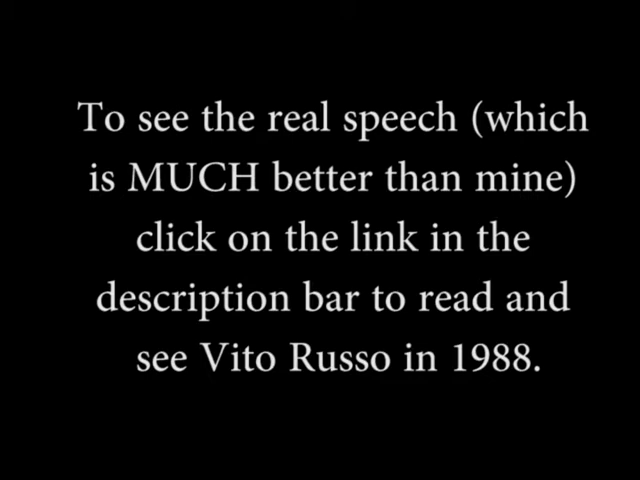 To see the real speech (which
is MUCH better than mine)
click on the link in the
description bar to read and
see Vito Russo in 1988.